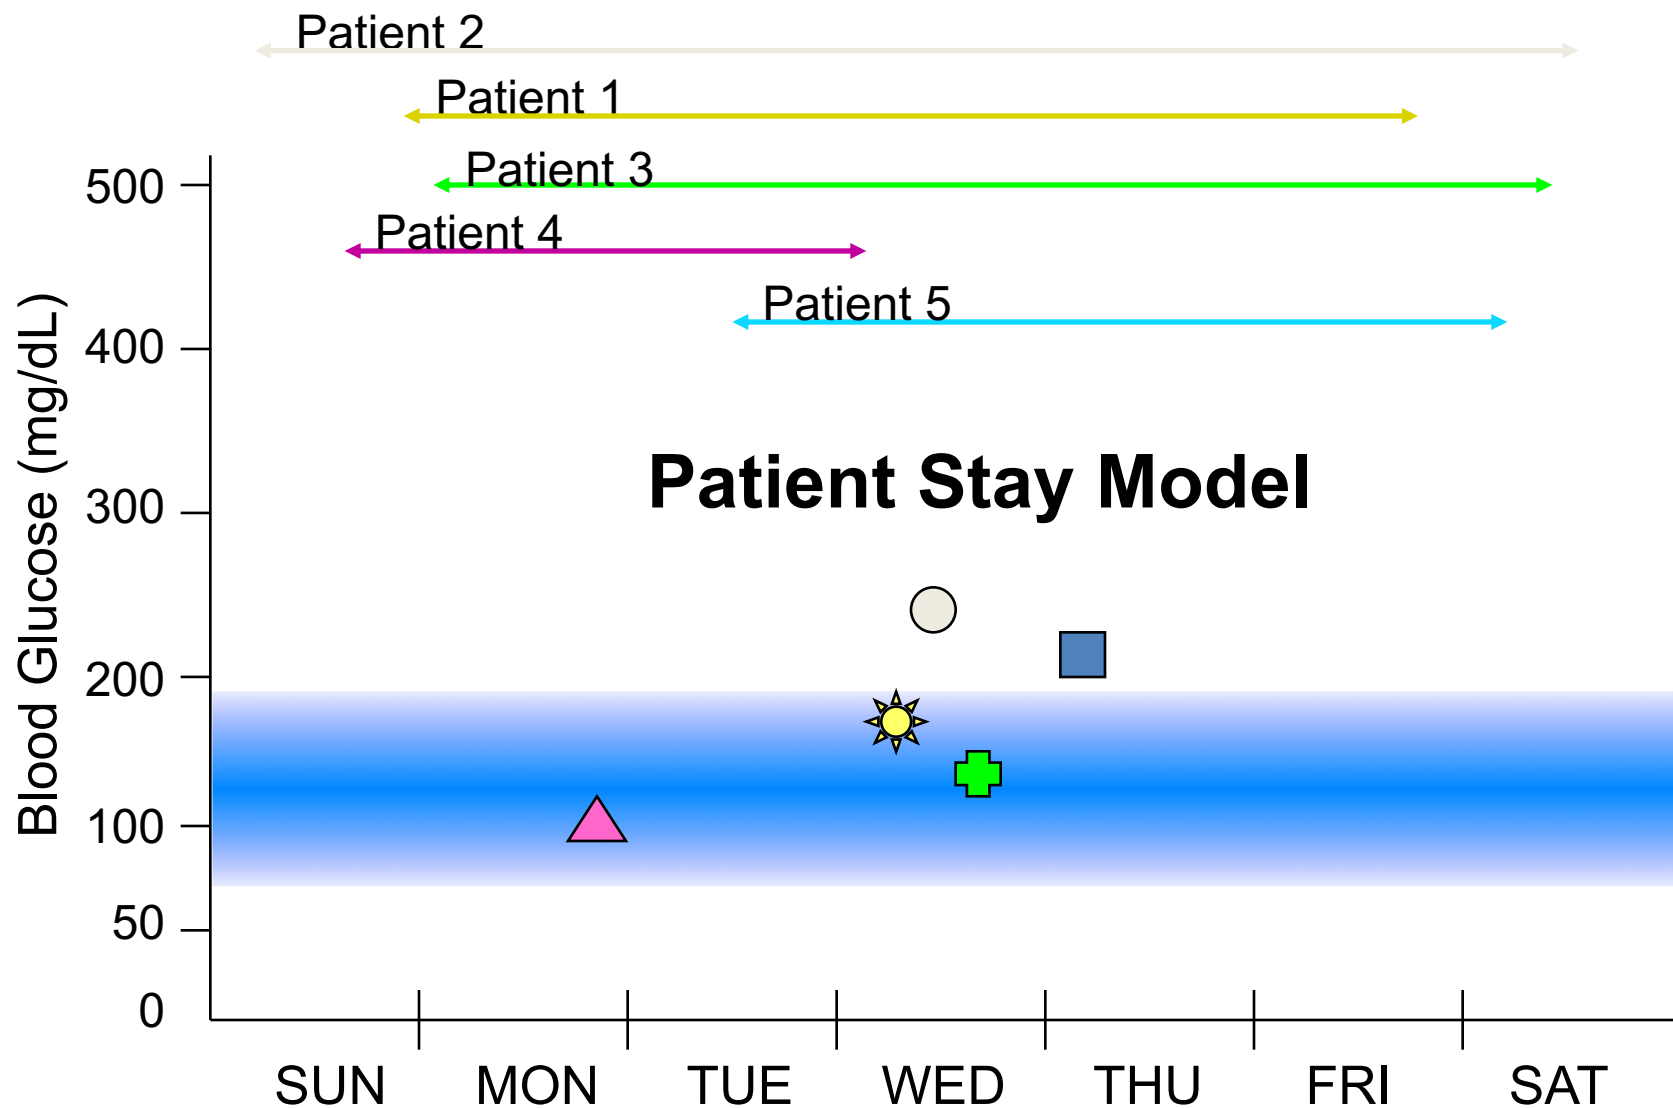 Patient 2
Patient 1
Patient 3
Patient 4
Patient 5
Blood Glucose (mg/dL)
500
400
300
200
100
50
0
Patient Stay Model
SUN MON TUE WED THU FRI SAT